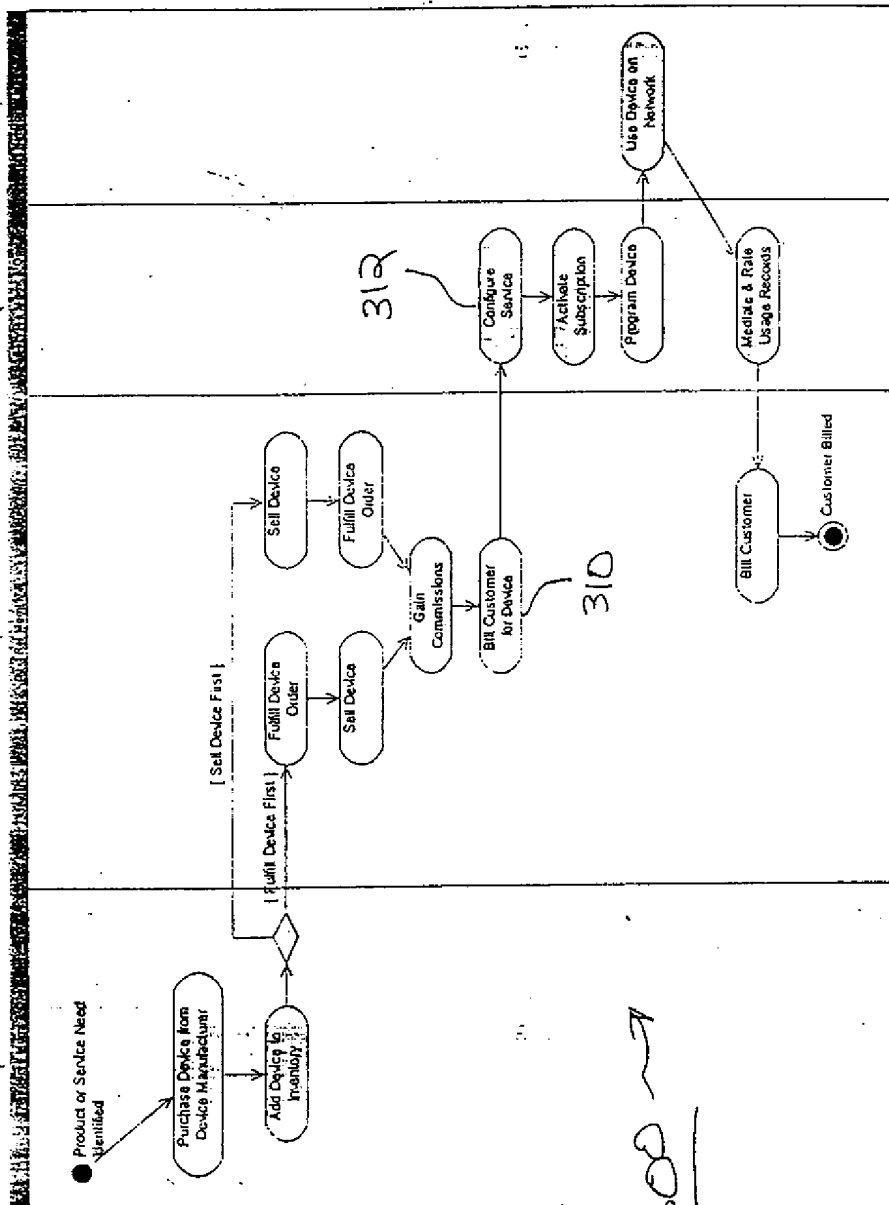 Product or Service Need
Identified
Purchase Device from
Device Manufacturer
Add Device to
Inventory
[ Sell Device First ]
[ Fulfill Device First ]
Fulfill Device
Order
Sell Device
Sell Device
Fulfill Device
Order
Gain
Commissions
Bill Customer
for Device
310
312
Configure
Service
Activate
Subscription
Program Device
Use Device on
Network
Mediate & Rate
Usage Records
Bill Customer
Customer Billed